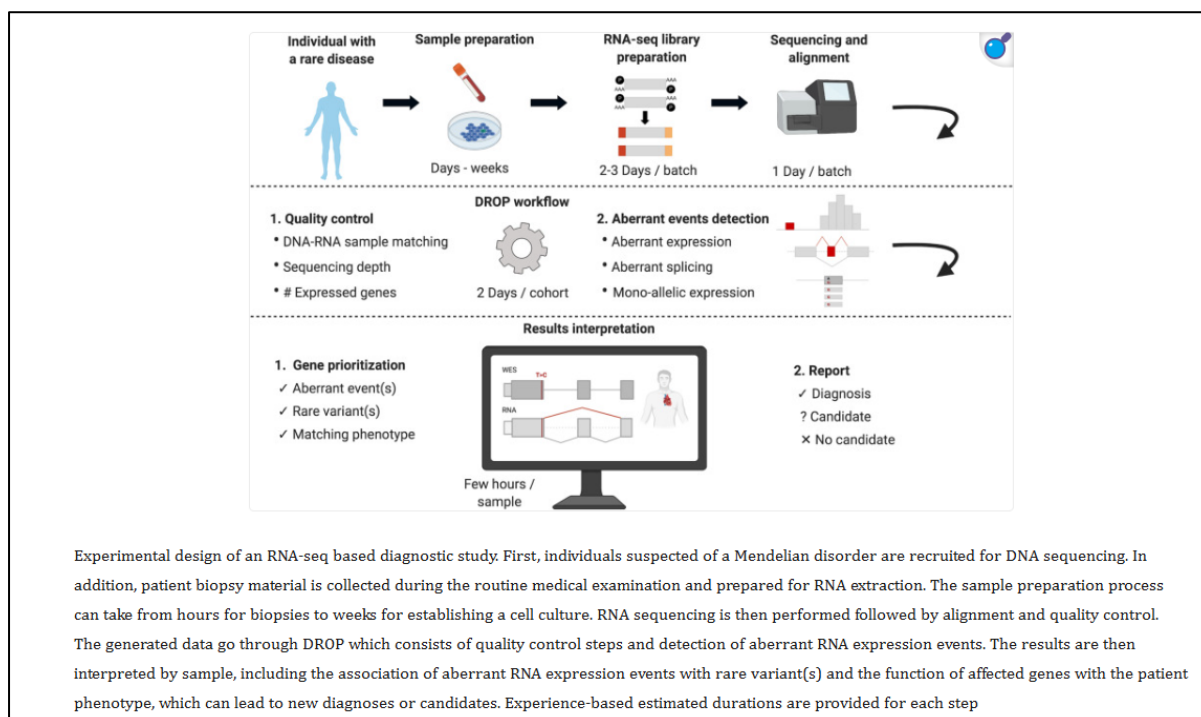 Individual with
a rare disease
Sample preparation
RNA-seq library
preparation
Sequencing and
alignment
P
AAA
AAA
P
P
AAA
AAA
P
Days - weeks
2-3 Days / batch
1 Day / batch
DROP workflow
1. Quality control
• DNA-RNA sample matching
• Sequencing depth
• # Expressed genes
2 Days / cohort
2. Aberrant events detection
• Aberrant expression
• Aberrant splicing
• Mono-allelic expression
Results interpretation
1. Gene prioritization
✓ Aberrant event(s)
✓ Rare variant(s)
✓ Matching phenotype
WES
T>C
RNA
Few hours /
sample
2. Report
✓ Diagnosis
? Candidate
✕ No candidate
Experimental design of an RNA-seq based diagnostic study. First, individuals suspected of a Mendelian disorder are recruited for DNA sequencing. In
addition, patient biopsy material is collected during the routine medical examination and prepared for RNA extraction. The sample preparation process
can take from hours for biopsies to weeks for establishing a cell culture. RNA sequencing is then performed followed by alignment and quality control.
The generated data go through DROP which consists of quality control steps and detection of aberrant RNA expression events. The results are then
interpreted by sample, including the association of aberrant RNA expression events with rare variant(s) and the function of affected genes with the patient
phenotype, which can lead to new diagnoses or candidates. Experience-based estimated durations are provided for each step